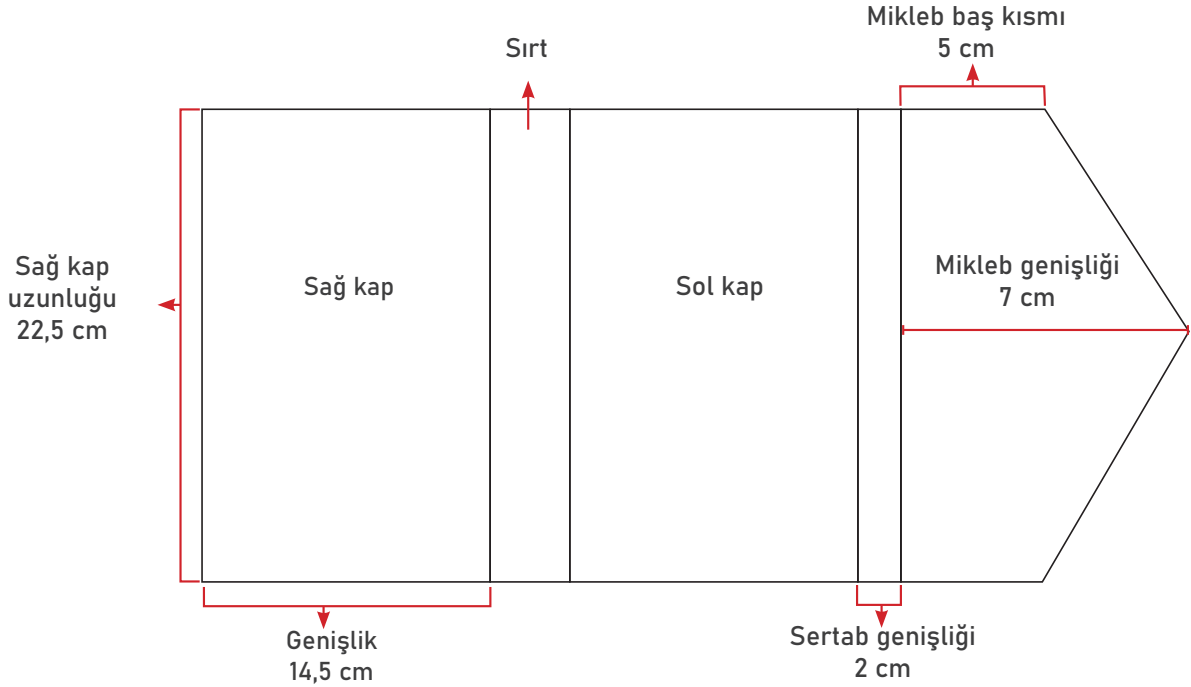 Mikleb baş kısmı
5 cm
Sırt
Sağ kap
uzunluğu
22,5 cm
Sağ kap
Sol kap
Mikleb genişliği
7 cm
Genişlik
14,5 cm
Sertab genişliği
2 cm